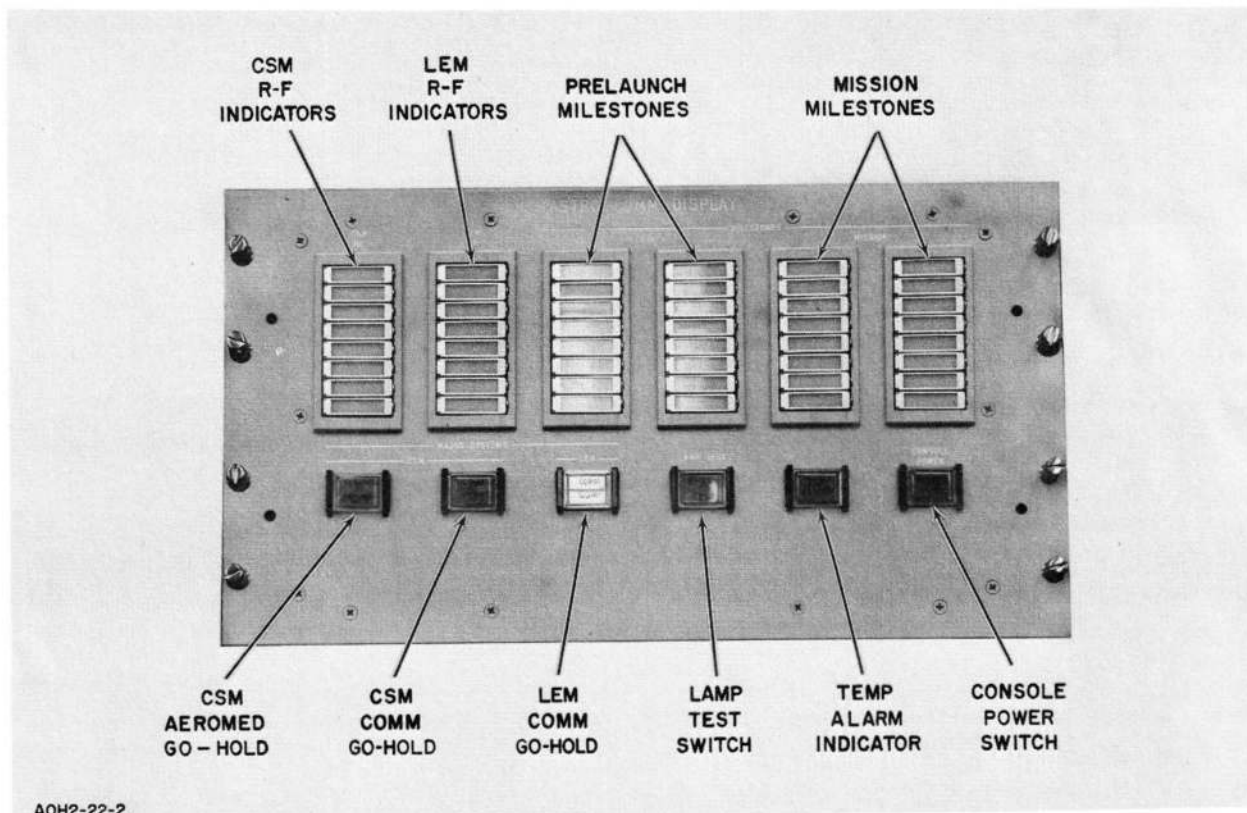 CSM
R-F
INDICATORS
LEM
R-F
INDICATORS
PRELAUNCH
MILESTONES
MISSION
MILESTONES
DISPLAY
CSM
AEROMED
GO-HOLD
CSM
COMM
GO-HOLD
LEM
COMM
GO-HOLD
LAMP
TEST
SWITCH
TEMP
ALARM
INDICATOR
CONSOLE
POWER
SWITCH
AOH2-22-2